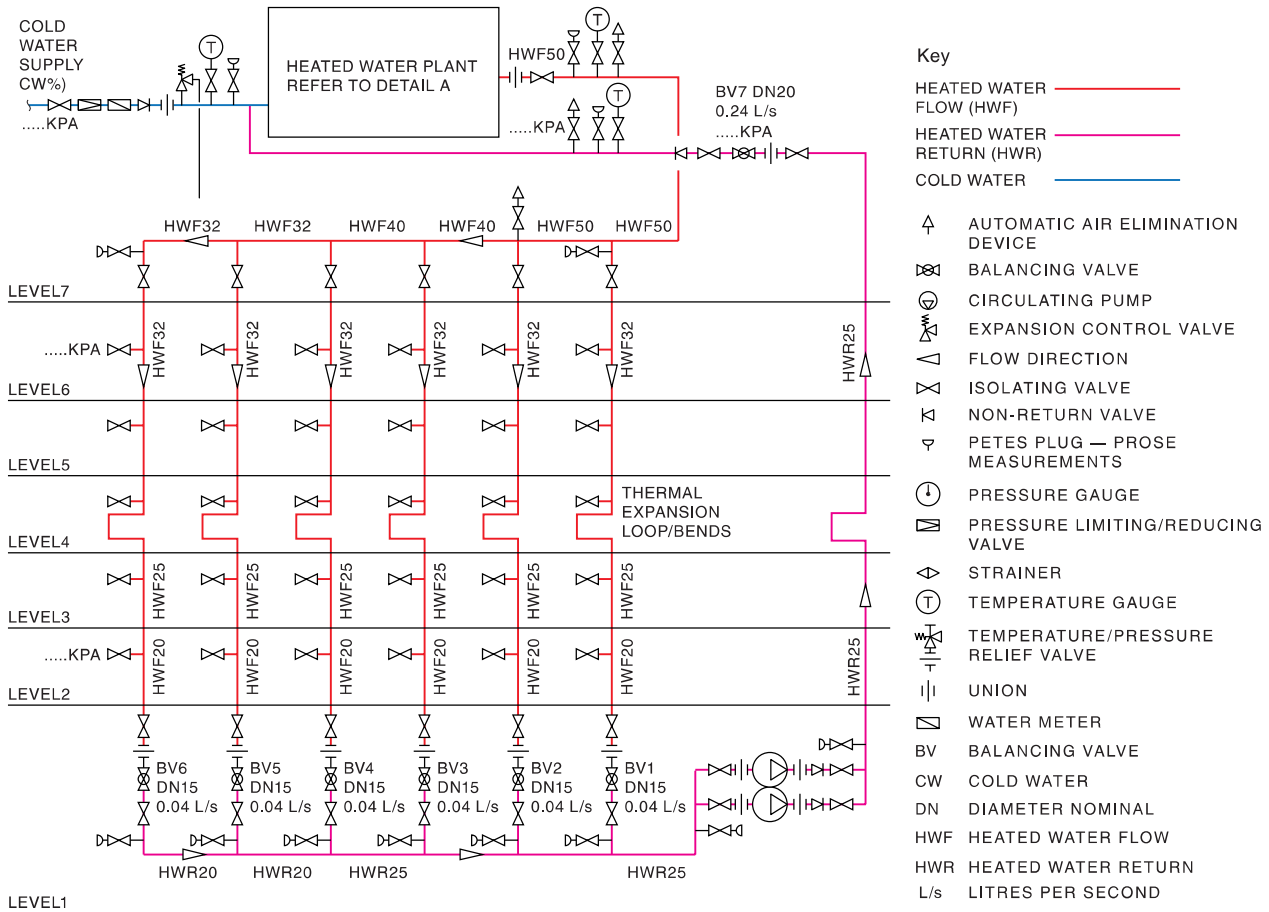 COLD
WATER
SUPPLY
CW%)
.....KPA
T
HEATED WATER PLANT
REFER TO DETAIL A
HWF50
T
.....KPA
T
BV7 DN20
0.24 L/s
.....KPA
HWF32
HWF32
HWF40
HWF40
HWF50
HWF50
LEVEL7
.....KPA
HWF32
HWF32
HWF32
HWF32
HWF32
HWF32
HWR25
LEVEL6
LEVEL5
THERMAL
EXPANSION
LOOP/BENDS
LEVEL4
HWF25
HWF25
HWF25
HWF25
HWF25
HWF25
LEVEL3
.....KPA
HWF20
HWF20
HWF20
HWF20
HWF20
HWF20
HWR25
LEVEL2
BV6
DN15
0.04 L/s
BV5
DN15
0.04 L/s
BV4
DN15
0.04 L/s
BV3
DN15
0.04 L/s
BV2
DN15
0.04 L/s
BV1
DN15
0.04 L/s
HWR20
HWR20
HWR25
HWR25
LEVEL1
Key
HEATED WATER
FLOW (HWF)
HEATED WATER
RETURN (HWR)
COLD WATER
AUTOMATIC AIR ELIMINATION
DEVICE
BALANCING VALVE
CIRCULATING PUMP
EXPANSION CONTROL VALVE
FLOW DIRECTION
ISOLATING VALVE
NON-RETURN VALVE
PETES PLUG — PROSE
MEASUREMENTS
PRESSURE GAUGE
PRESSURE LIMITING/REDUCING
VALVE
STRAINER
T TEMPERATURE GAUGE
TEMPERATURE/PRESSURE
RELIEF VALVE
UNION
WATER METER
BV BALANCING VALVE
CW COLD WATER
DN DIAMETER NOMINAL
HWF HEATED WATER FLOW
HWR HEATED WATER RETURN
L/s LITRES PER SECOND